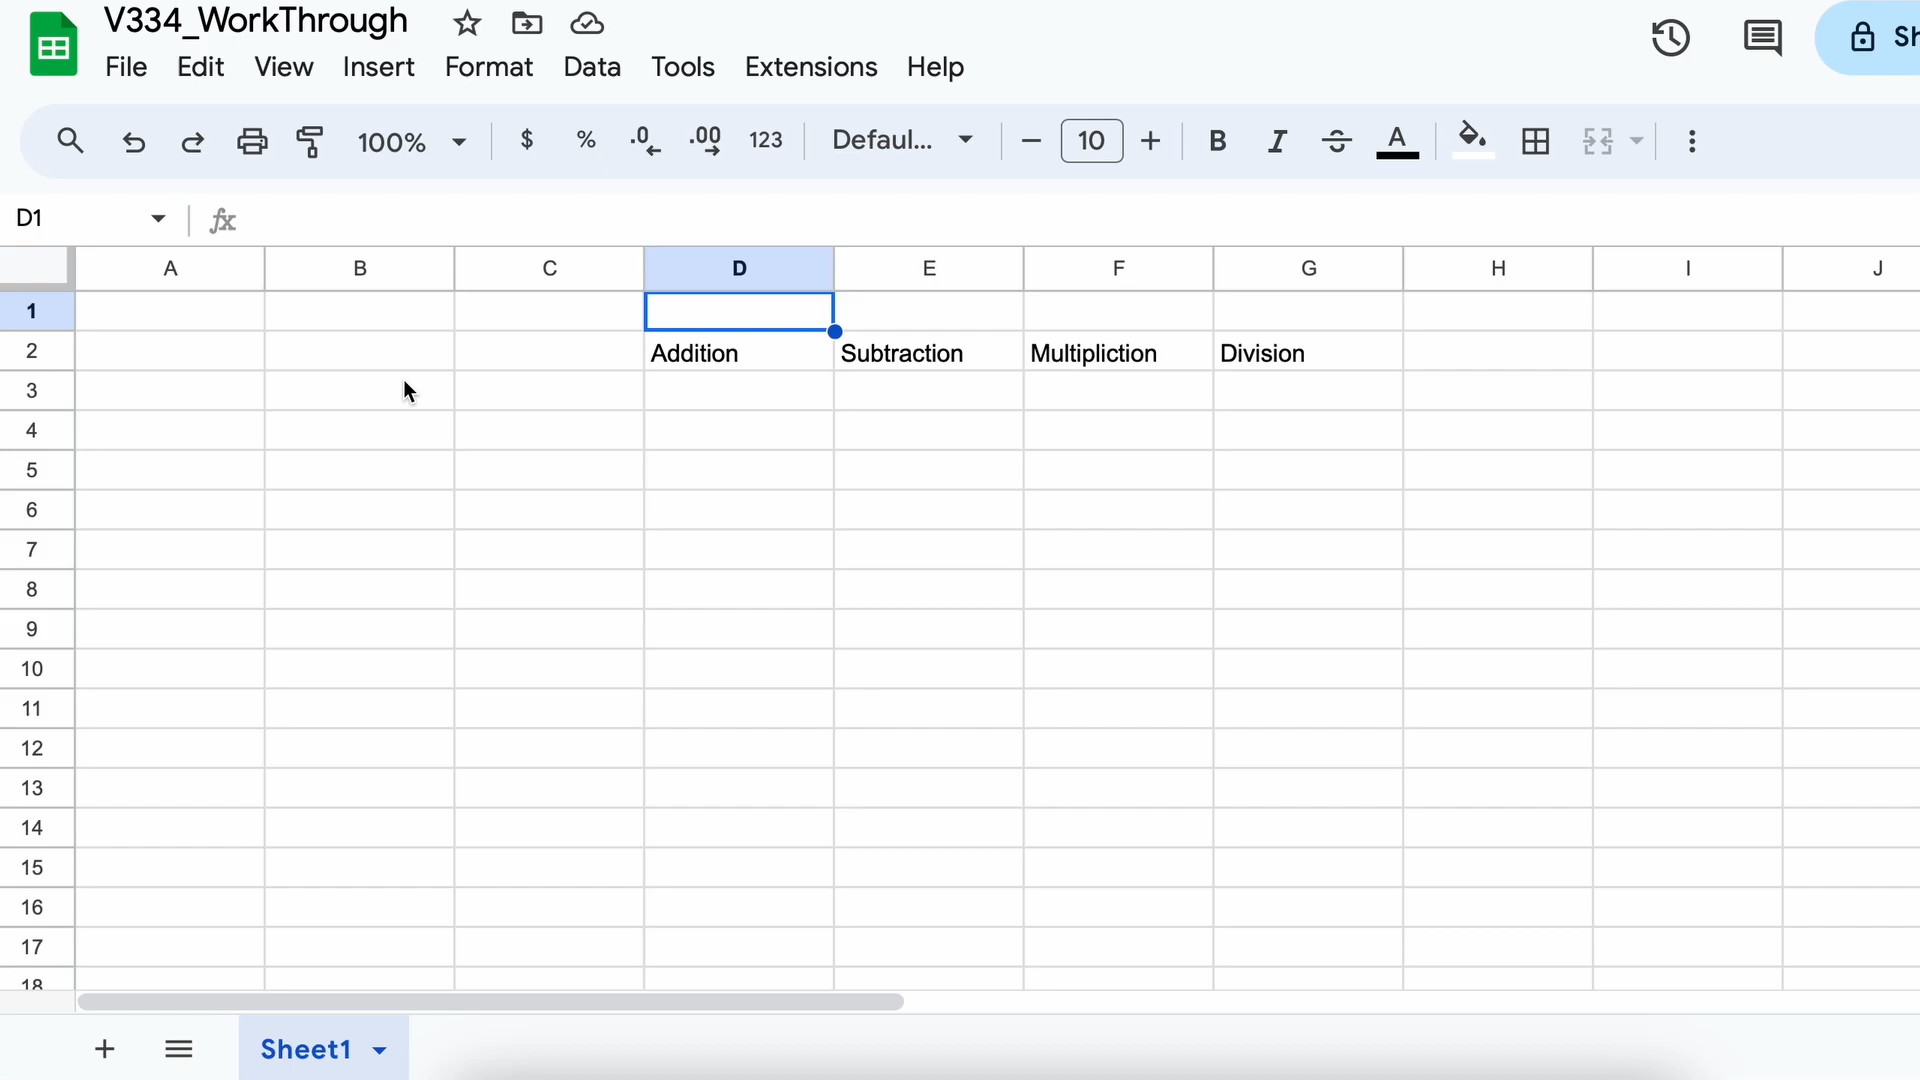 V334_WorkThrough
File Edit View Insert Format Data Tools Extensions Help
Sh
100% $ % .0 .00 123 Defaul... − 10 + B I S A
D1 fx
A B C D E F G H I J
1
2 Addition Subtraction Multipliction Division
3
4
5
6
7
8
9
10
11
12
13
14
15
16
17
18
+ Sheet1